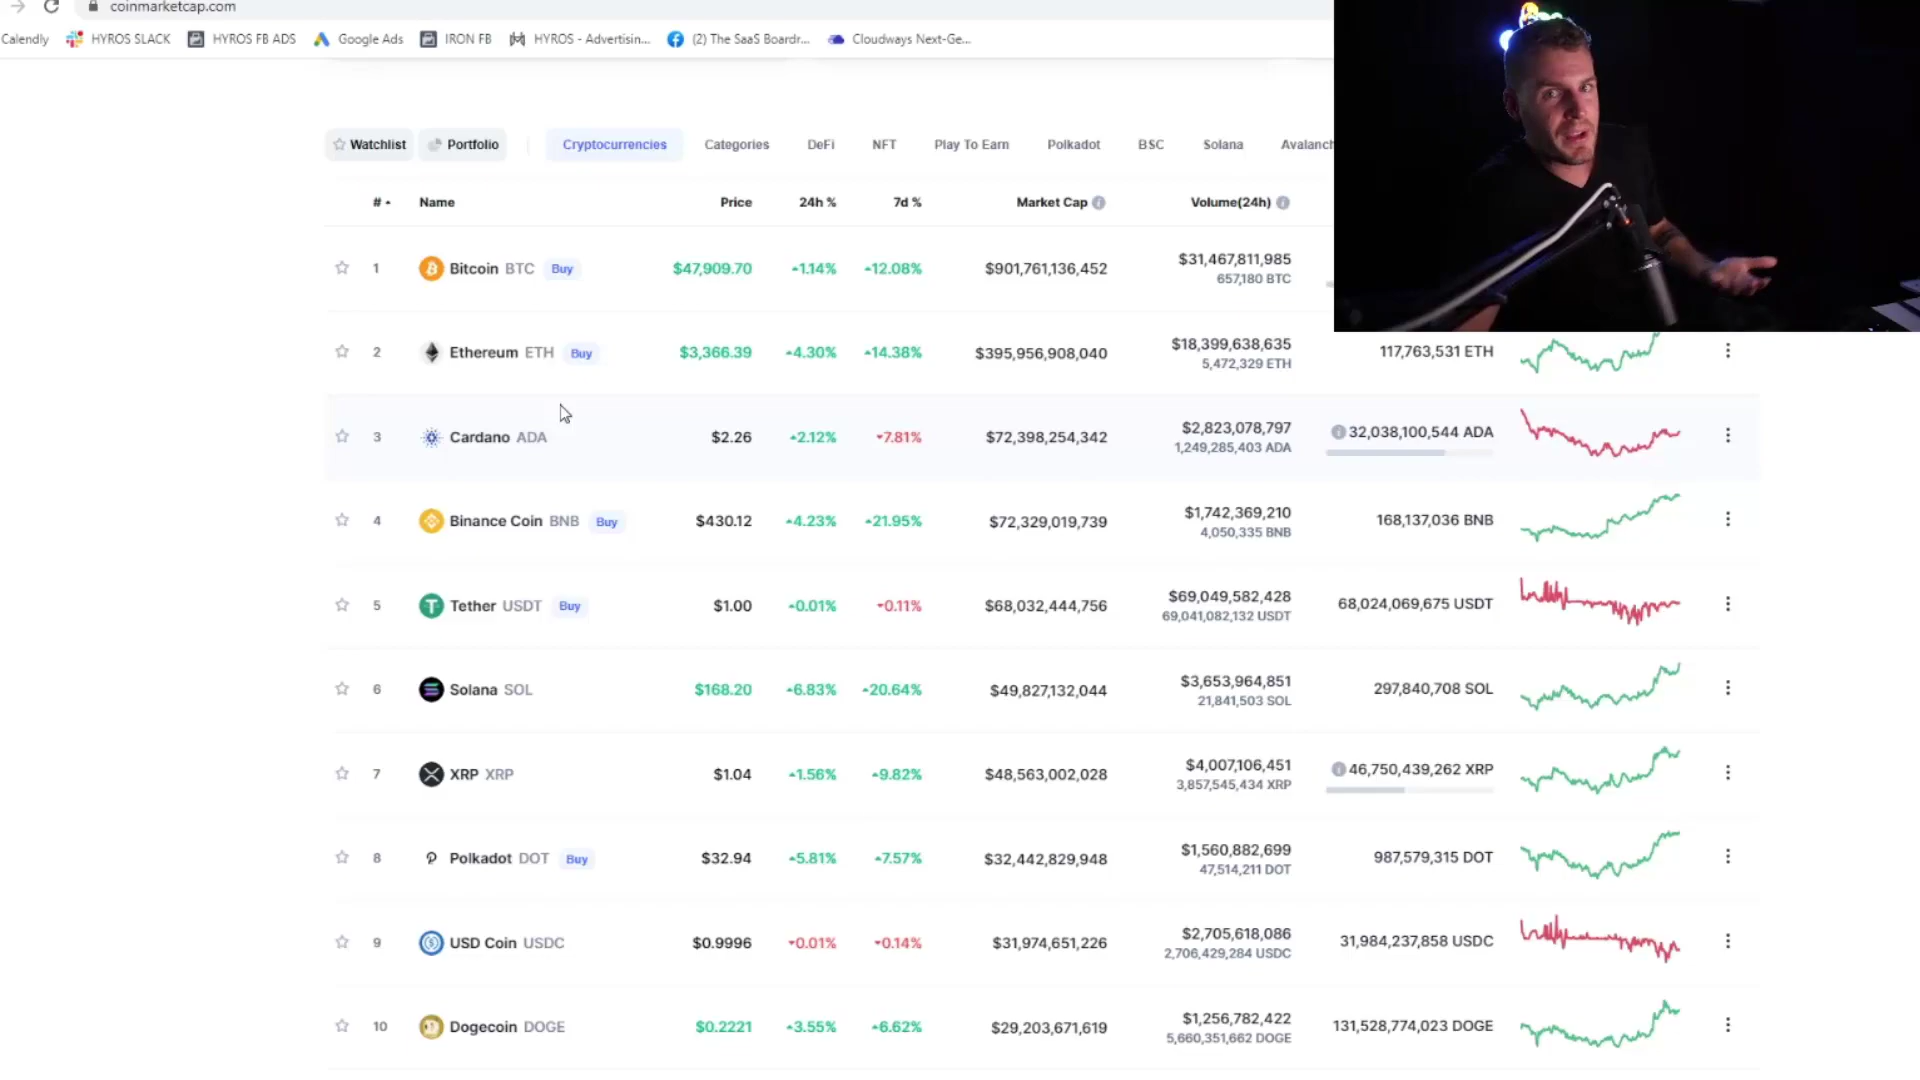 coinmarketcap.com
Calendly HYROS SLACK HYROS FB ADS Google Ads IRON FB HYROS - Advertisin... (2) The SaaS Boardr... Cloudways Next-Ge...
Watchlist Portfolio Cryptocurrencies Categories DeFi NFT Play To Earn Polkadot BSC Solana Avalanch
# Name Price 24h % 7d % Market Cap Volume(24h)
1 Bitcoin BTC Buy $47,909.70 1.14% 12.08% $901,761,136,452 $31,467,811,985
657,180 BTC
2 Ethereum ETH Buy $3,366.39 4.30% 14.38% $395,956,908,040 $18,399,638,635 117,763,531 ETH
5,472,329 ETH
3 Cardano ADA $2.26 2.12% 7.81% $72,398,254,342 $2,823,078,797 32,038,100,544 ADA
1,249,285,403 ADA
4 Binance Coin BNB Buy $430.12 4.23% 21.95% $72,329,019,739 $1,742,369,210 168,137,036 BNB
4,050,335 BNB
5 Tether USDT Buy $1.00 0.01% 0.11% $68,032,444,756 $69,049,582,428 68,024,069,675 USDT
69,041,082,132 USDT
6 Solana SOL $168.20 6.83% 20.64% $49,827,132,044 $3,653,964,851 297,840,708 SOL
21,841,503 SOL
7 XRP XRP $1.04 1.56% 9.82% $48,563,002,028 $4,007,106,451 46,750,439,262 XRP
3,857,545,434 XRP
8 Polkadot DOT Buy $32.94 5.81% 7.57% $32,442,829,948 $1,560,882,699 987,579,315 DOT
47,514,211 DOT
9 USD Coin USDC $0.9996 0.01% 0.14% $31,974,651,226 $2,705,618,086 31,984,237,858 USDC
2,706,429,284 USDC
10 Dogecoin DOGE $0.2221 3.55% 6.62% $29,203,671,619 $1,256,782,422 131,528,774,023 DOGE
5,660,351,662 DOGE